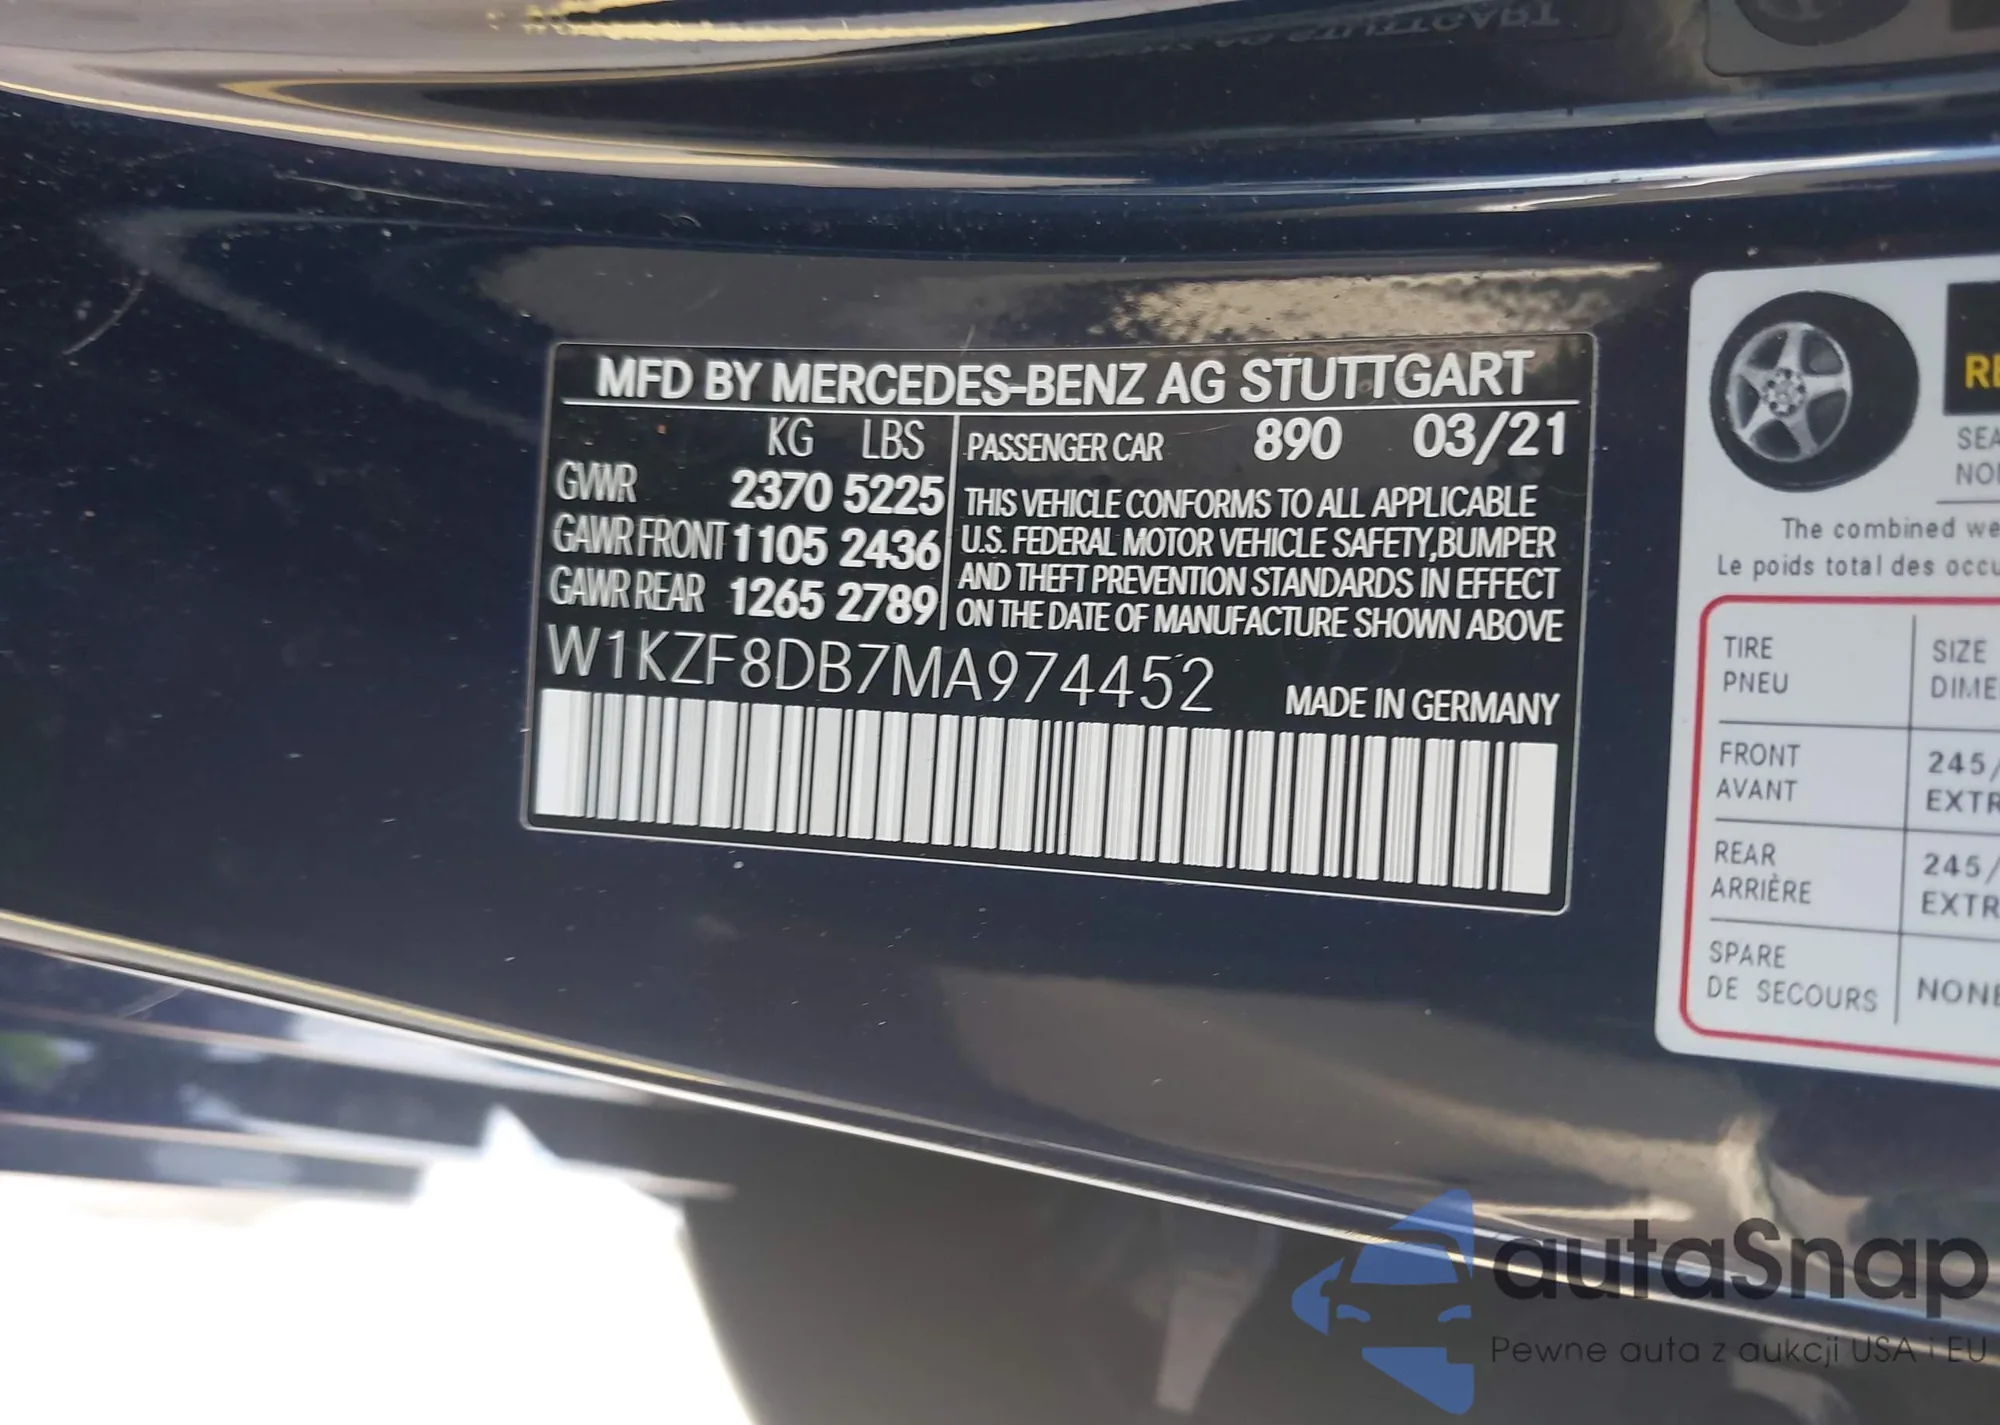 MFD BY MERCEDES-BENZ AG STUTTGART
KG LBS
GVWR 2370 5225
GAWR FRONT 1105 2436
GAWR REAR 1265 2789
PASSENGER CAR 890 03/21
THIS VEHICLE CONFORMS TO ALL APPLICABLE
U.S. FEDERAL MOTOR VEHICLE SAFETY,BUMPER
AND THEFT PREVENTION STANDARDS IN EFFECT
ON THE DATE OF MANUFACTURE SHOWN ABOVE
W1KZF8DB7MA974452
MADE IN GERMANY
The combined
Le poids total des
TIRE SIZE
PNEU
FRONT 245/
AVANT
REAR 245/
ARRIÈRE
SPARE
DE SECOURS NONE
autaSnap
Pewne auta z aukcji USA i EU